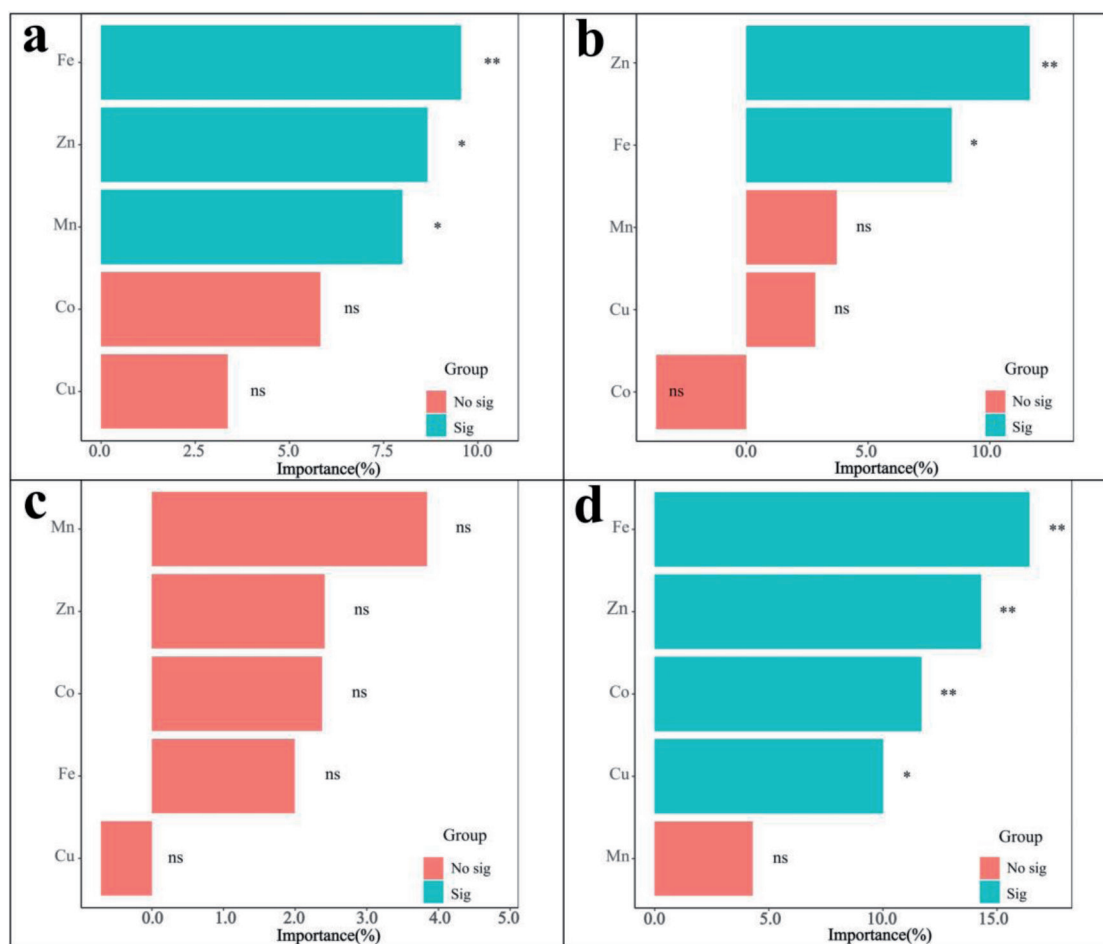 a
Fe
**
Zn
*
Mn
*
Co
ns
Cu
ns
Group
No sig
Sig
0.0 2.5 5.0 7.5 10.0
Importance(%)
b
Zn
**
Fe
*
Mn
ns
Cu
ns
Co
ns
Group
No sig
Sig
0.0 5.0 10.0
Importance(%)
c
Mn
ns
Zn
ns
Co
ns
Fe
ns
Cu
ns
Group
No sig
Sig
0.0 1.0 2.0 3.0 4.0 5.0
Importance(%)
d
Fe
**
Zn
**
Co
**
Cu
*
Mn
ns
Group
No sig
Sig
0.0 5.0 10.0 15.0
Importance(%)